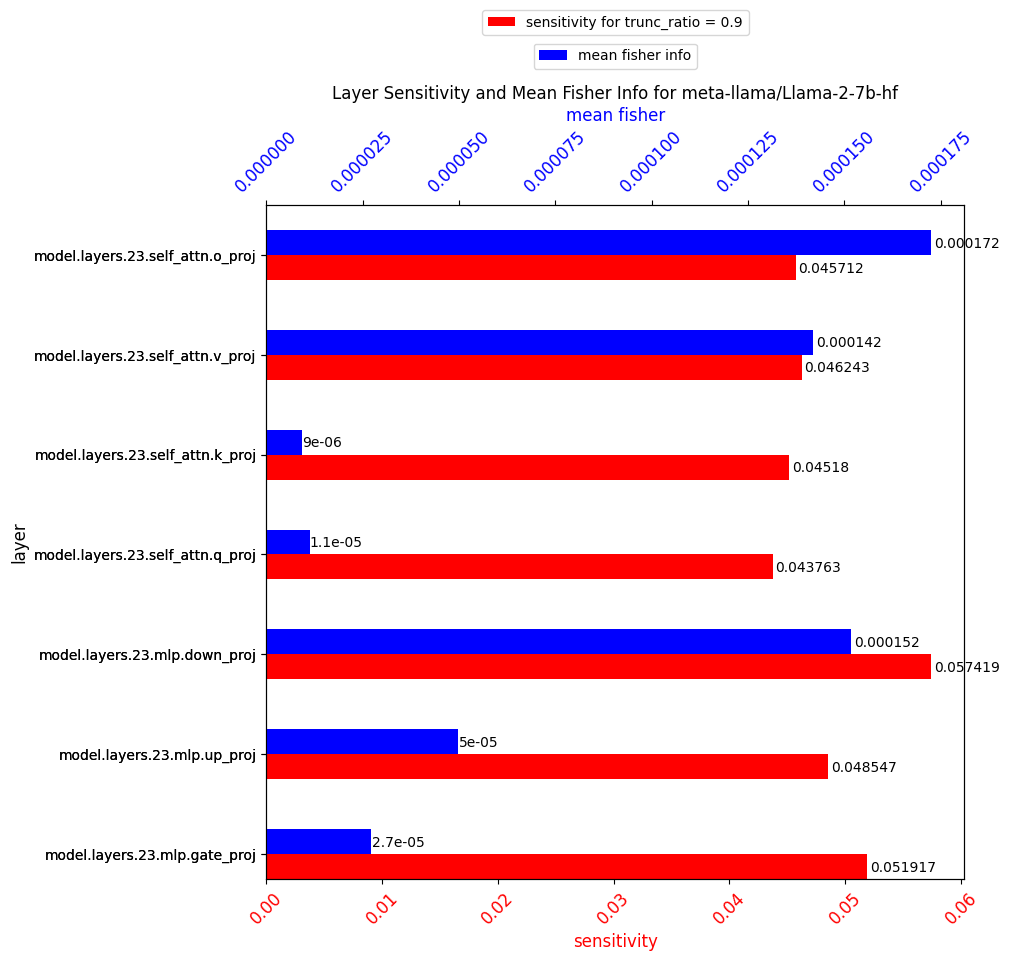 sensitivity for trunc_ratio = 0.9
mean fisher info
Layer Sensitivity and Mean Fisher Info for meta-llama/Llama-2-7b-hf
mean fisher
0.000000 0.000025 0.000050 0.000075 0.000100 0.000125 0.000150 0.000175
model.layers.23.self_attn.o_proj
0.000172
0.045712
model.layers.23.self_attn.v_proj
0.000142
0.046243
model.layers.23.self_attn.k_proj
9e-06
0.04518
model.layers.23.self_attn.q_proj
1.1e-05
0.043763
model.layers.23.mlp.down_proj
0.000152
0.057419
model.layers.23.mlp.up_proj
5e-05
0.048547
model.layers.23.mlp.gate_proj
2.7e-05
0.051917
layer
0.00 0.01 0.02 0.03 0.04 0.05 0.06
sensitivity